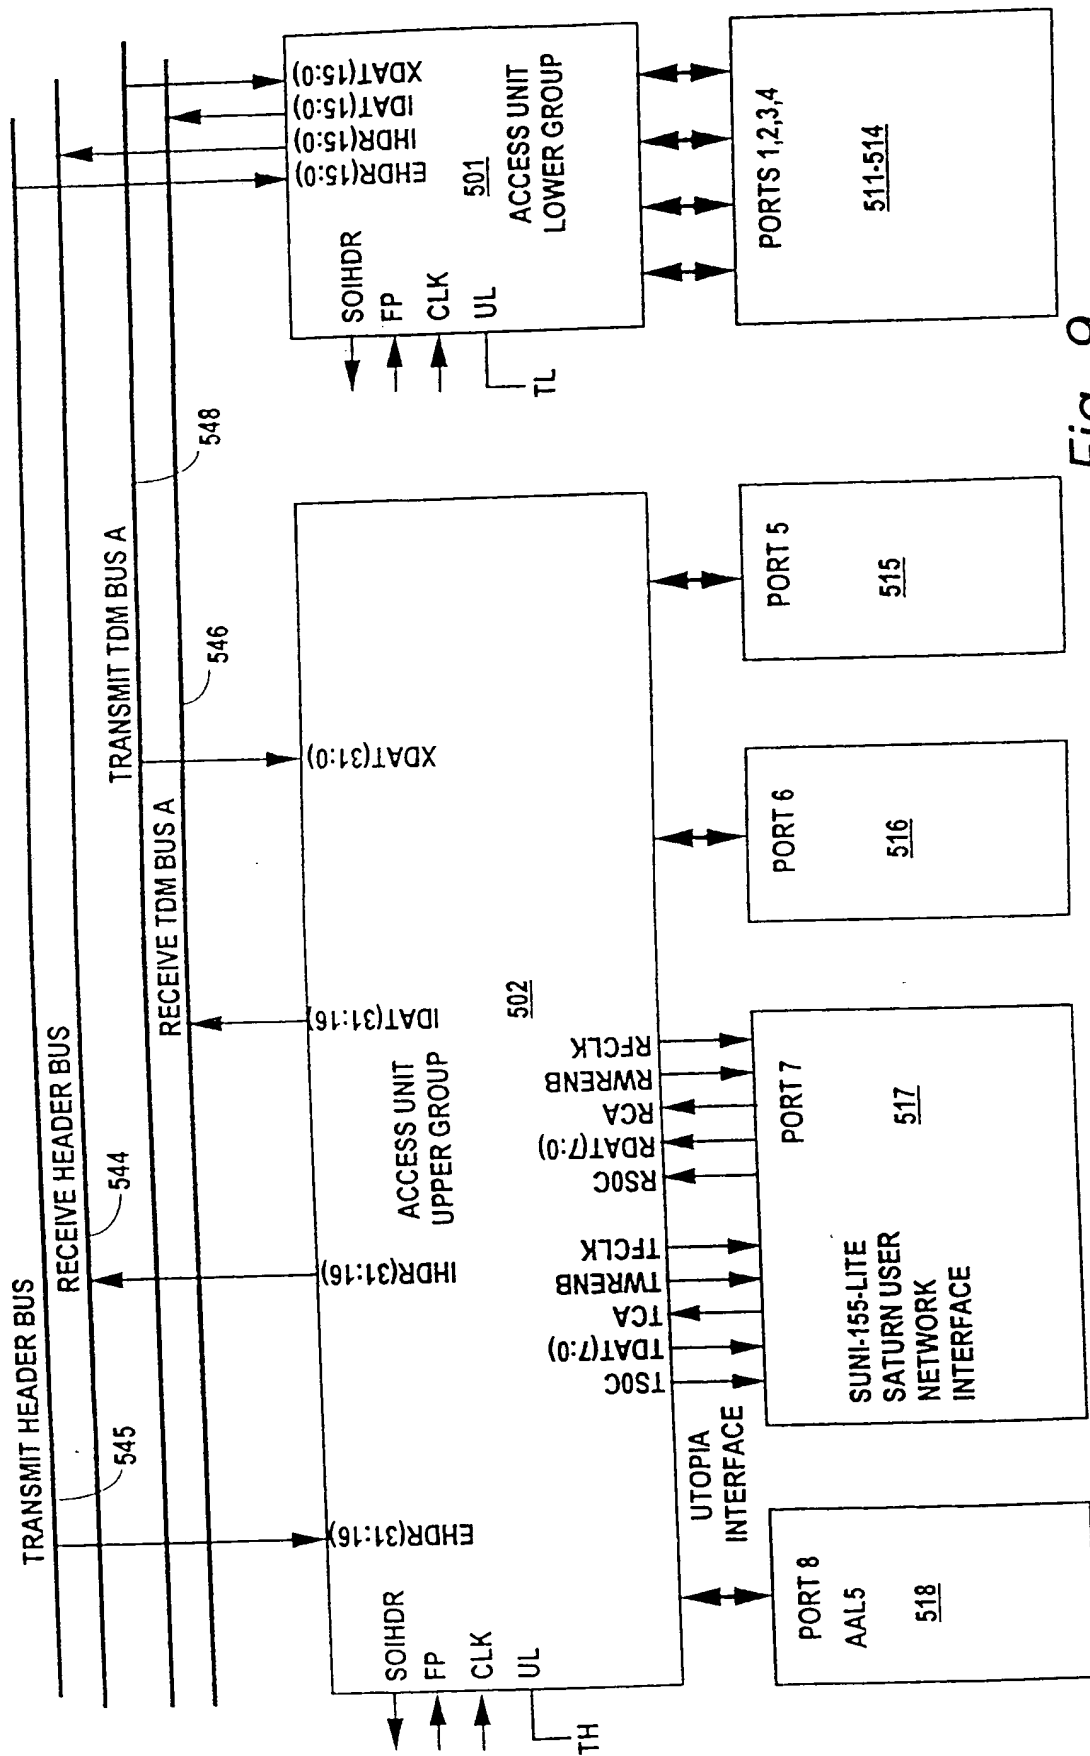 TRANSMIT HEADER BUS
545
RECEIVE HEADER BUS
544
TRANSMIT TDM BUS A
548
RECEIVE TDM BUS A
546
EHDR(31:16)
IHDR(31:16)
IDAT(31:16)
XDAT(31:0)
SOIHDR
FP
CLK
UL
TH
ACCESS UNIT
UPPER GROUP
502
EHDR(15:0)
IHDR(15:0)
IDAT(15:0)
XDAT(15:0)
SOIHDR
FP
CLK
UL
TL
501
ACCESS UNIT
LOWER GROUP
TSOC
TDAT(7:0)
TCA
TWRENB
TFCLK
RSOC
RDAT(7:0)
RCA
RWRENB
RFCLK
UTOPIA
INTERFACE
PORT 8
AAL5
518
PORT 7
517
SUNI-155-LITE
SATURN USER
NETWORK
INTERFACE
PORT 6
516
PORT 5
515
PORTS 1,2,3,4
511-514
Fig.